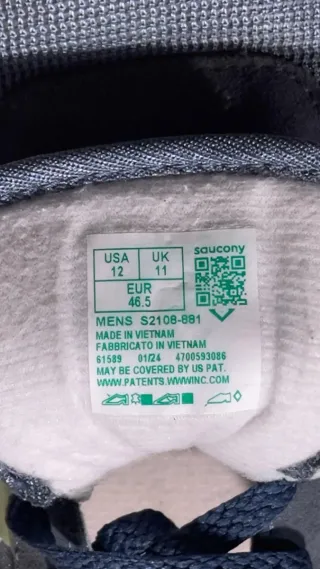 saucony
USA UK
12 11
EUR
46.5
MENS S2108-881
MADE IN VIETNAM
FABBRICATO IN VIETNAM
61589 01/24 4700593086
MAY BE COVERED BY US PAT.
WWW.PATENTS.WWWINC.COM